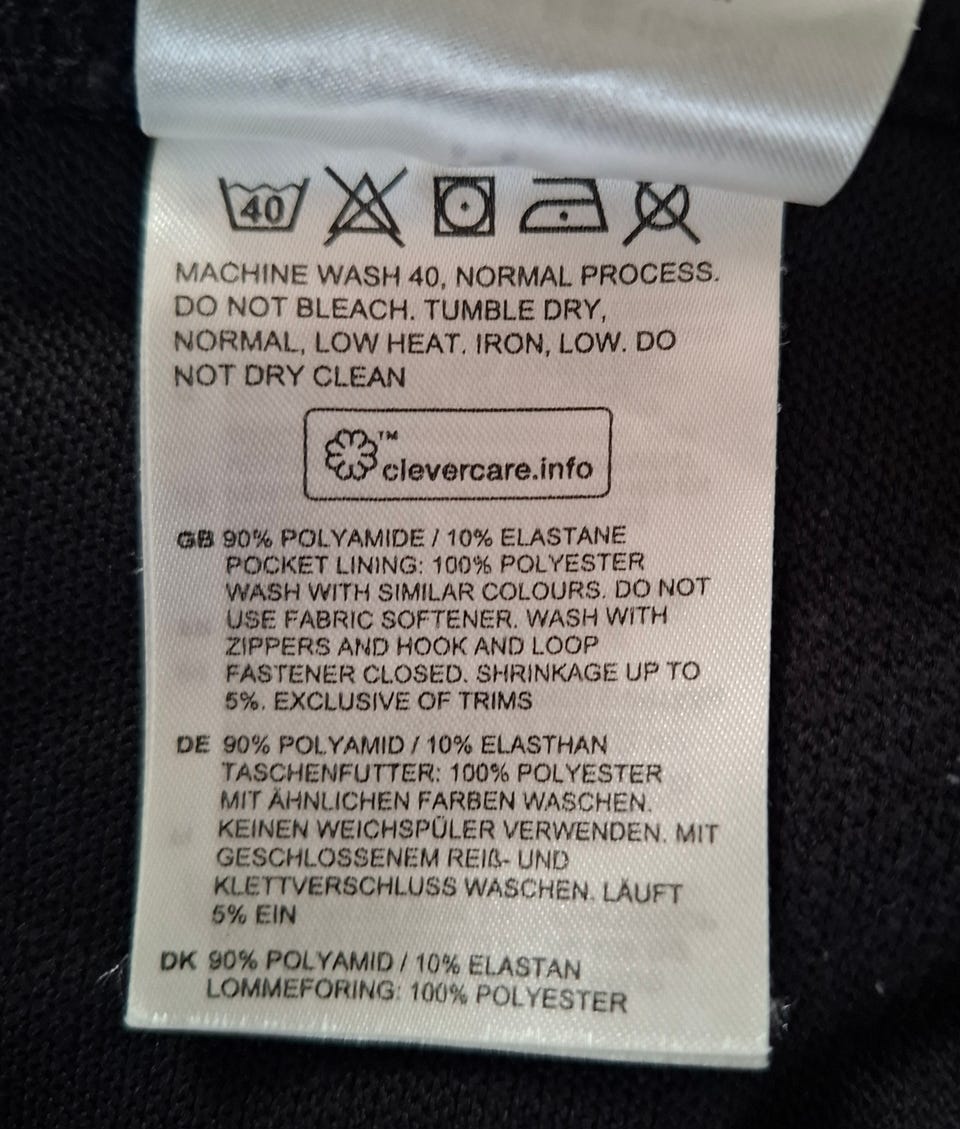 40
MACHINE WASH 40, NORMAL PROCESS.
DO NOT BLEACH. TUMBLE DRY,
NORMAL, LOW HEAT. IRON, LOW. DO
NOT DRY CLEAN
™
clevercare.info
GB 90% POLYAMIDE / 10% ELASTANE
POCKET LINING: 100% POLYESTER
WASH WITH SIMILAR COLOURS. DO NOT
USE FABRIC SOFTENER. WASH WITH
ZIPPERS AND HOOK AND LOOP
FASTENER CLOSED. SHRINKAGE UP TO
5%. EXCLUSIVE OF TRIMS
DE 90% POLYAMID / 10% ELASTHAN
TASCHENFUTTER: 100% POLYESTER
MIT ÄHNLICHEN FARBEN WASCHEN.
KEINEN WEICHSPÜLER VERWENDEN. MIT
GESCHLOSSENEM REIß- UND
KLETTVERSCHLUSS WASCHEN. LÄUFT
5% EIN
DK 90% POLYAMID / 10% ELASTAN
LOMMEFORING: 100% POLYESTER